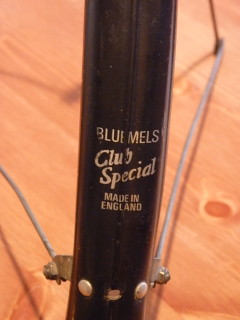 BLUEMELS
Club
Special
MADE IN
ENGLAND